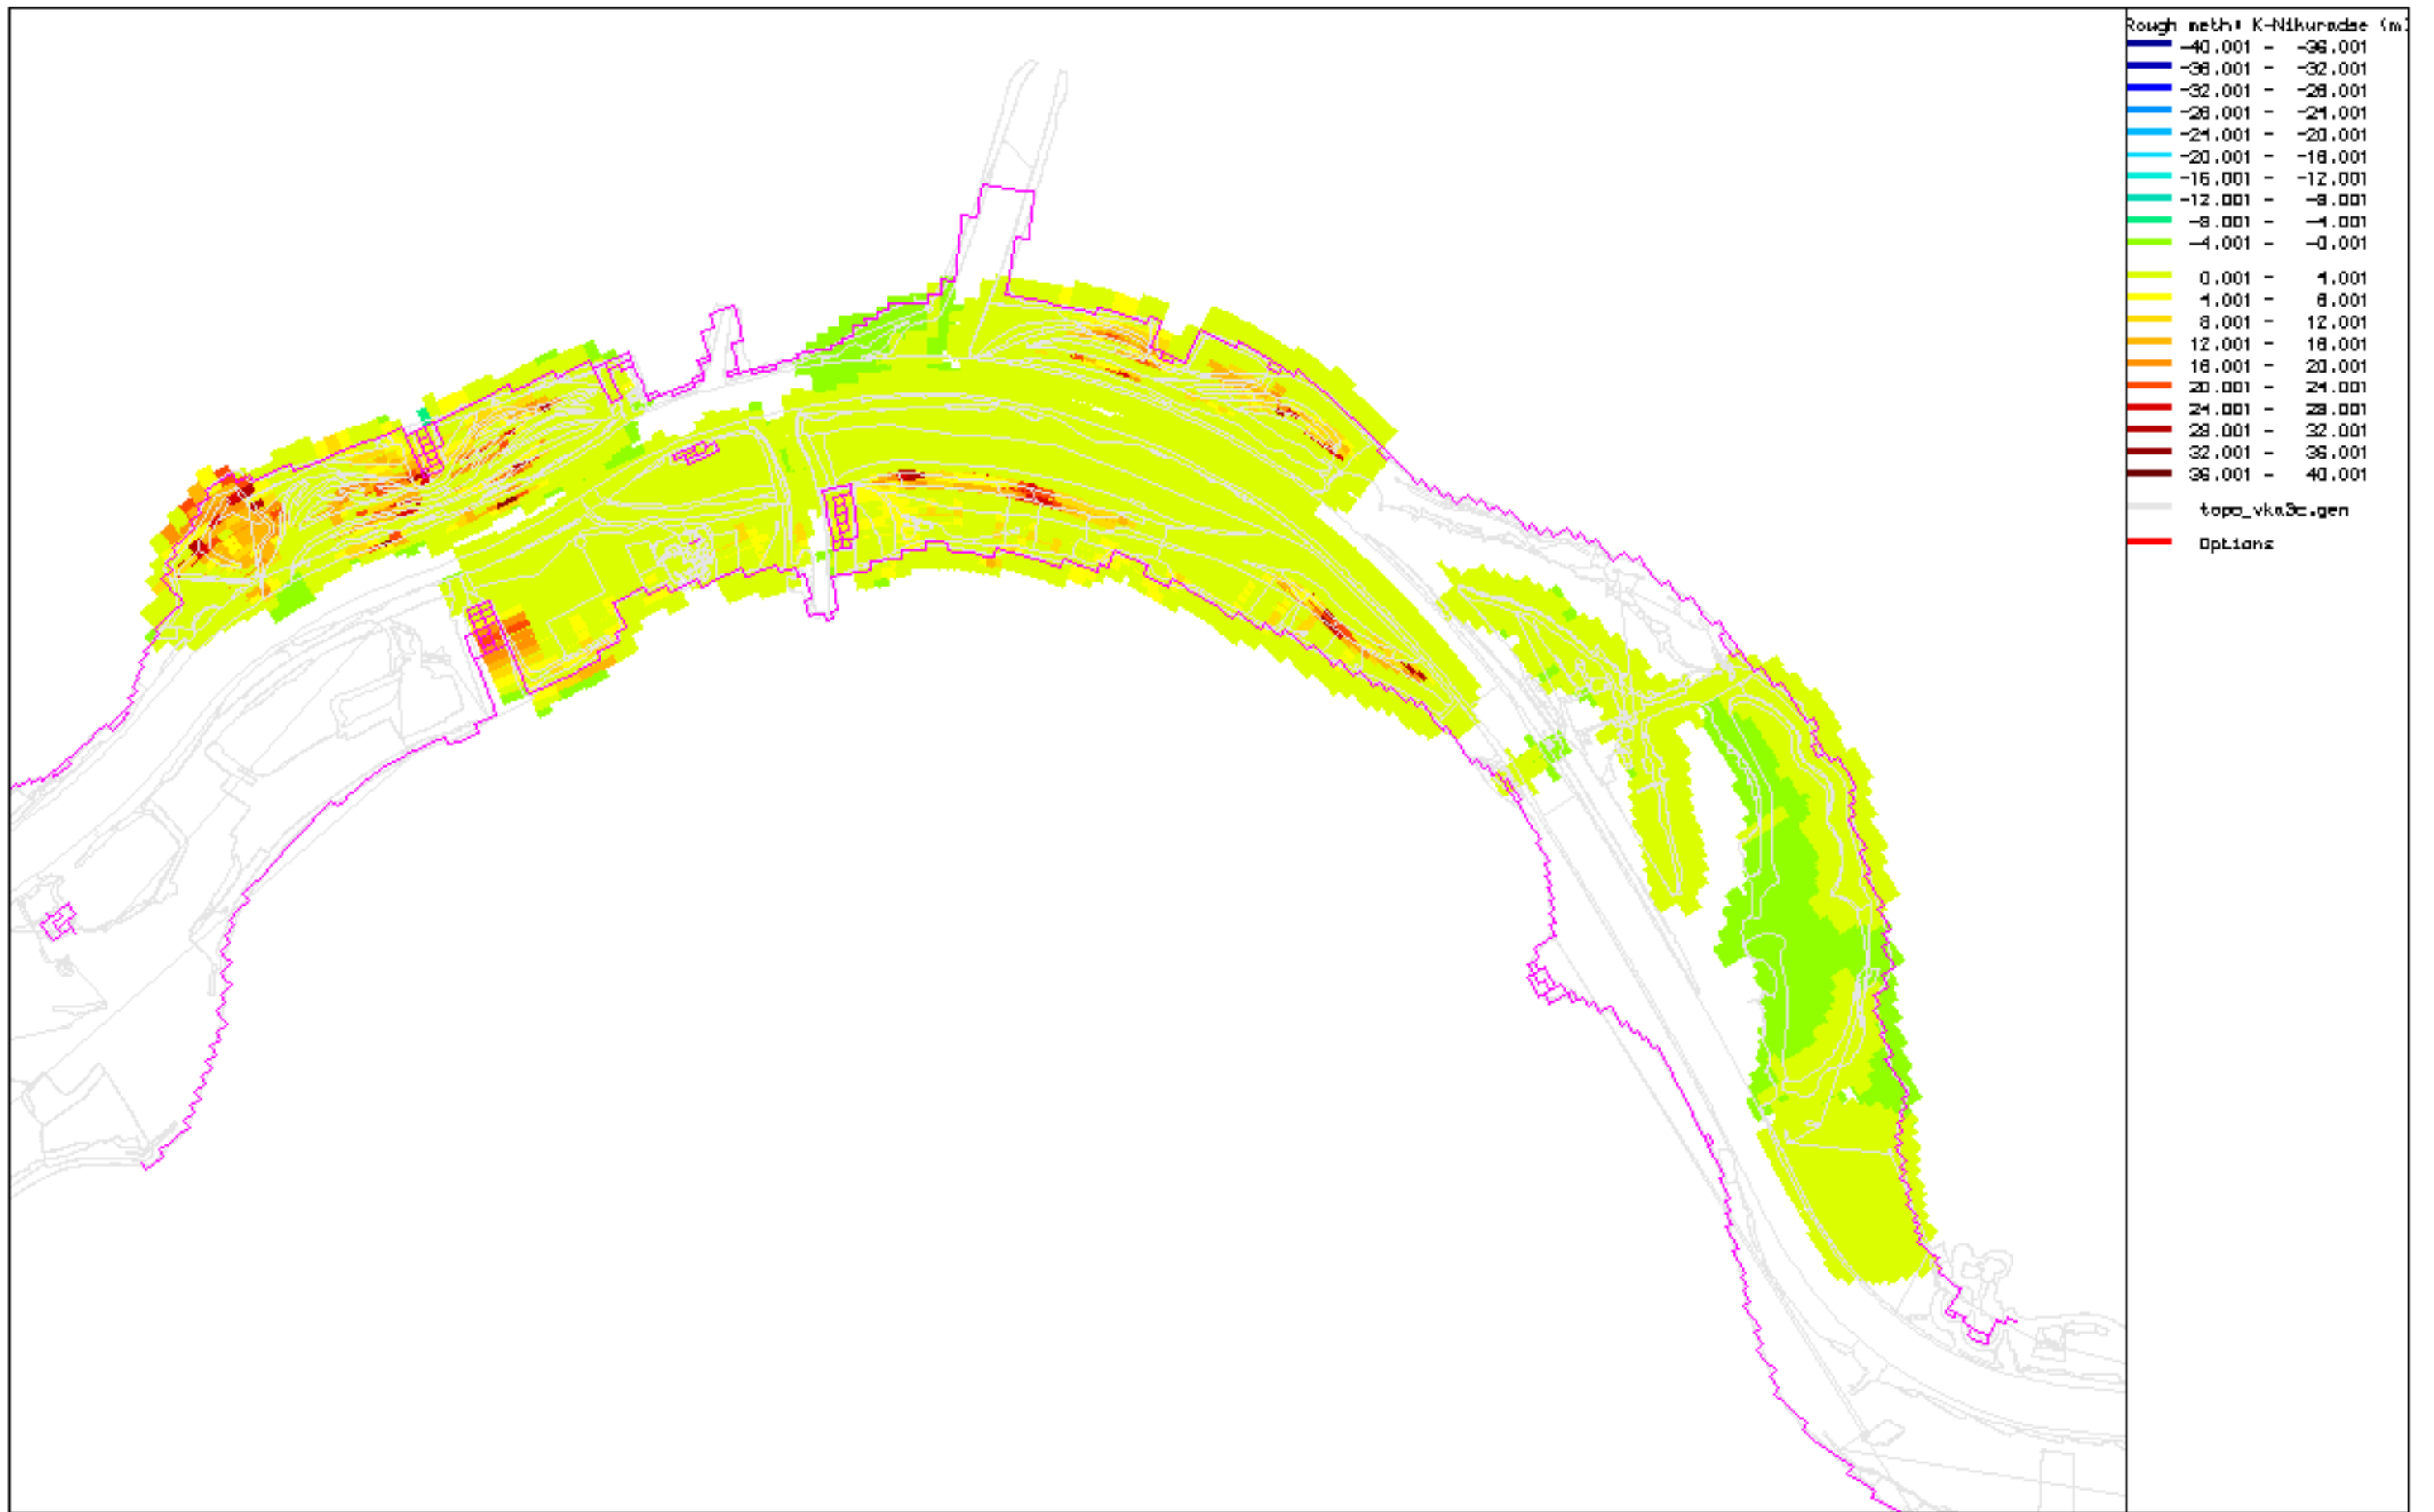 Rough meth: K-Nikuradse (m)
-40.001 - -36.001
-36.001 - -32.001
-32.001 - -28.001
-28.001 - -24.001
-24.001 - -20.001
-20.001 - -16.001
-16.001 - -12.001
-12.001 - -8.001
-8.001 - -4.001
-4.001 - -0.001
0.001 - 4.001
4.001 - 8.001
8.001 - 12.001
12.001 - 16.001
16.001 - 20.001
20.001 - 24.001
24.001 - 28.001
28.001 - 32.001
32.001 - 36.001
36.001 - 40.001
topo_vka3c.gen
Options